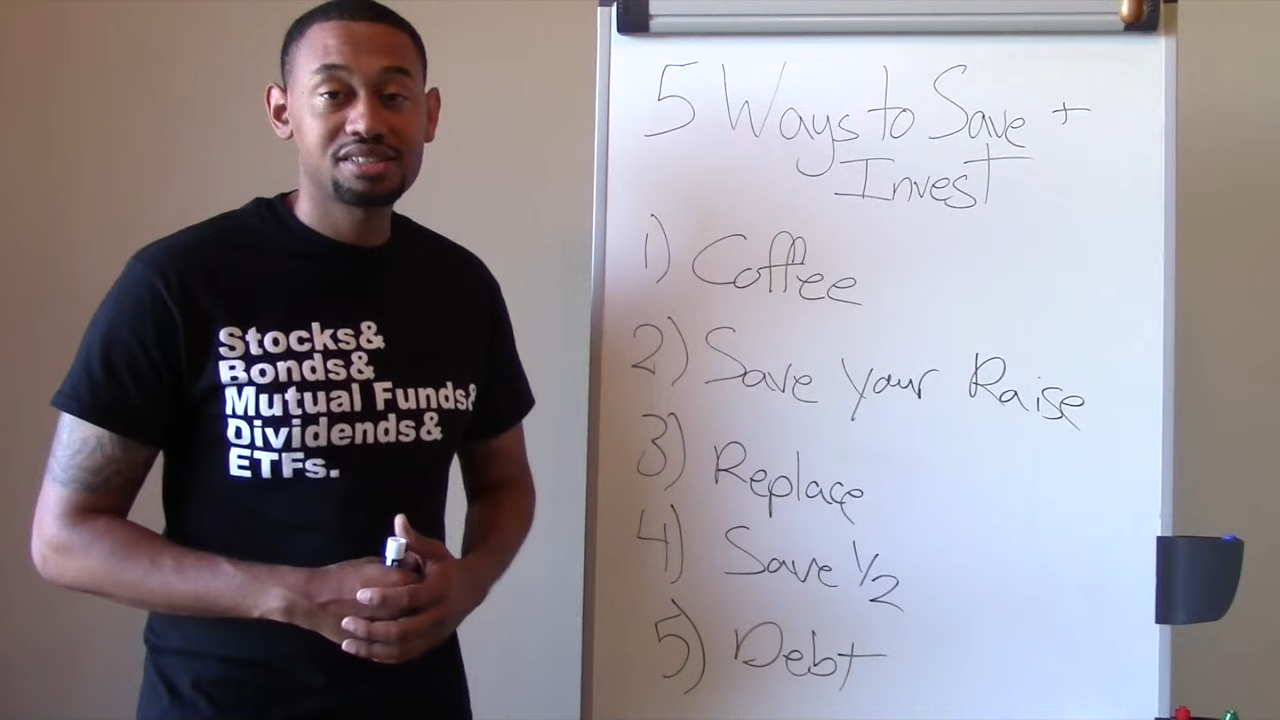 Stocks&
Bonds&
Mutual Funds&
Dividends&
ETFs.
5 Ways to Save +
Invest
1) Coffee
2) Save your Raise
3) Replace
4) Save 1/2
5) Debt